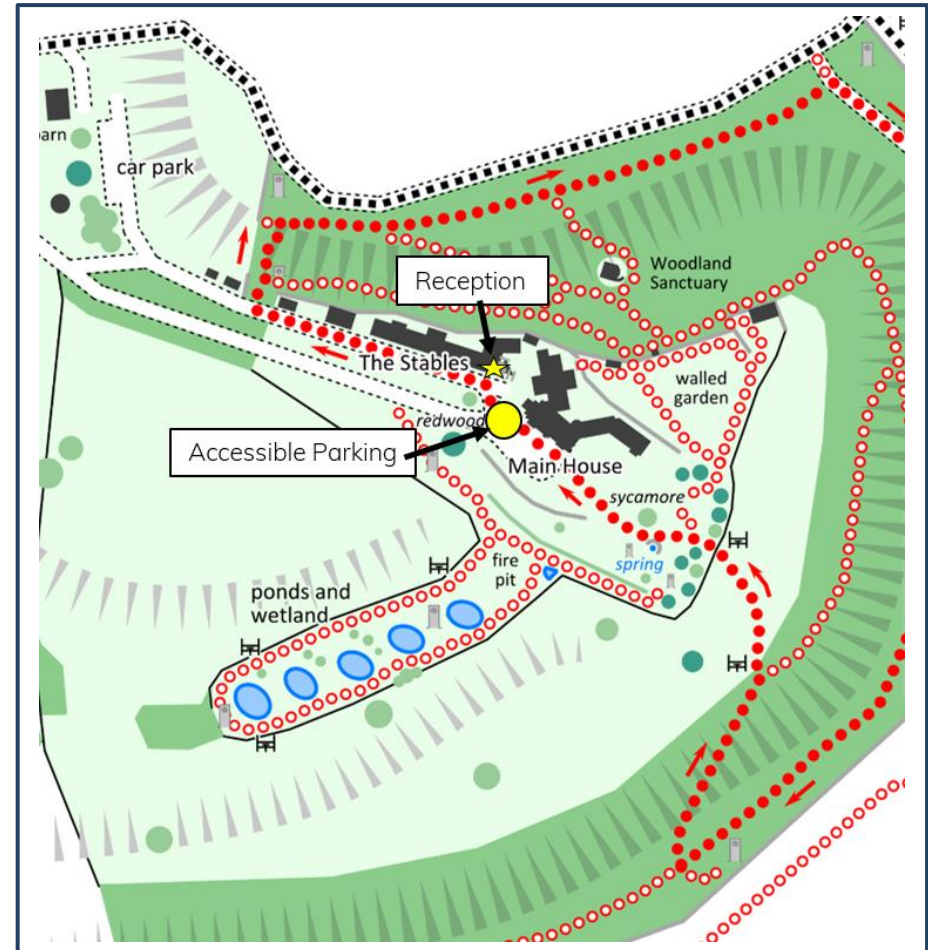 arn
car park
Woodland
Sanctuary
Reception
The Stables
walled
garden
redwood
Accessible Parking
Main House
sycamore
fire
pit
spring
ponds and
wetland